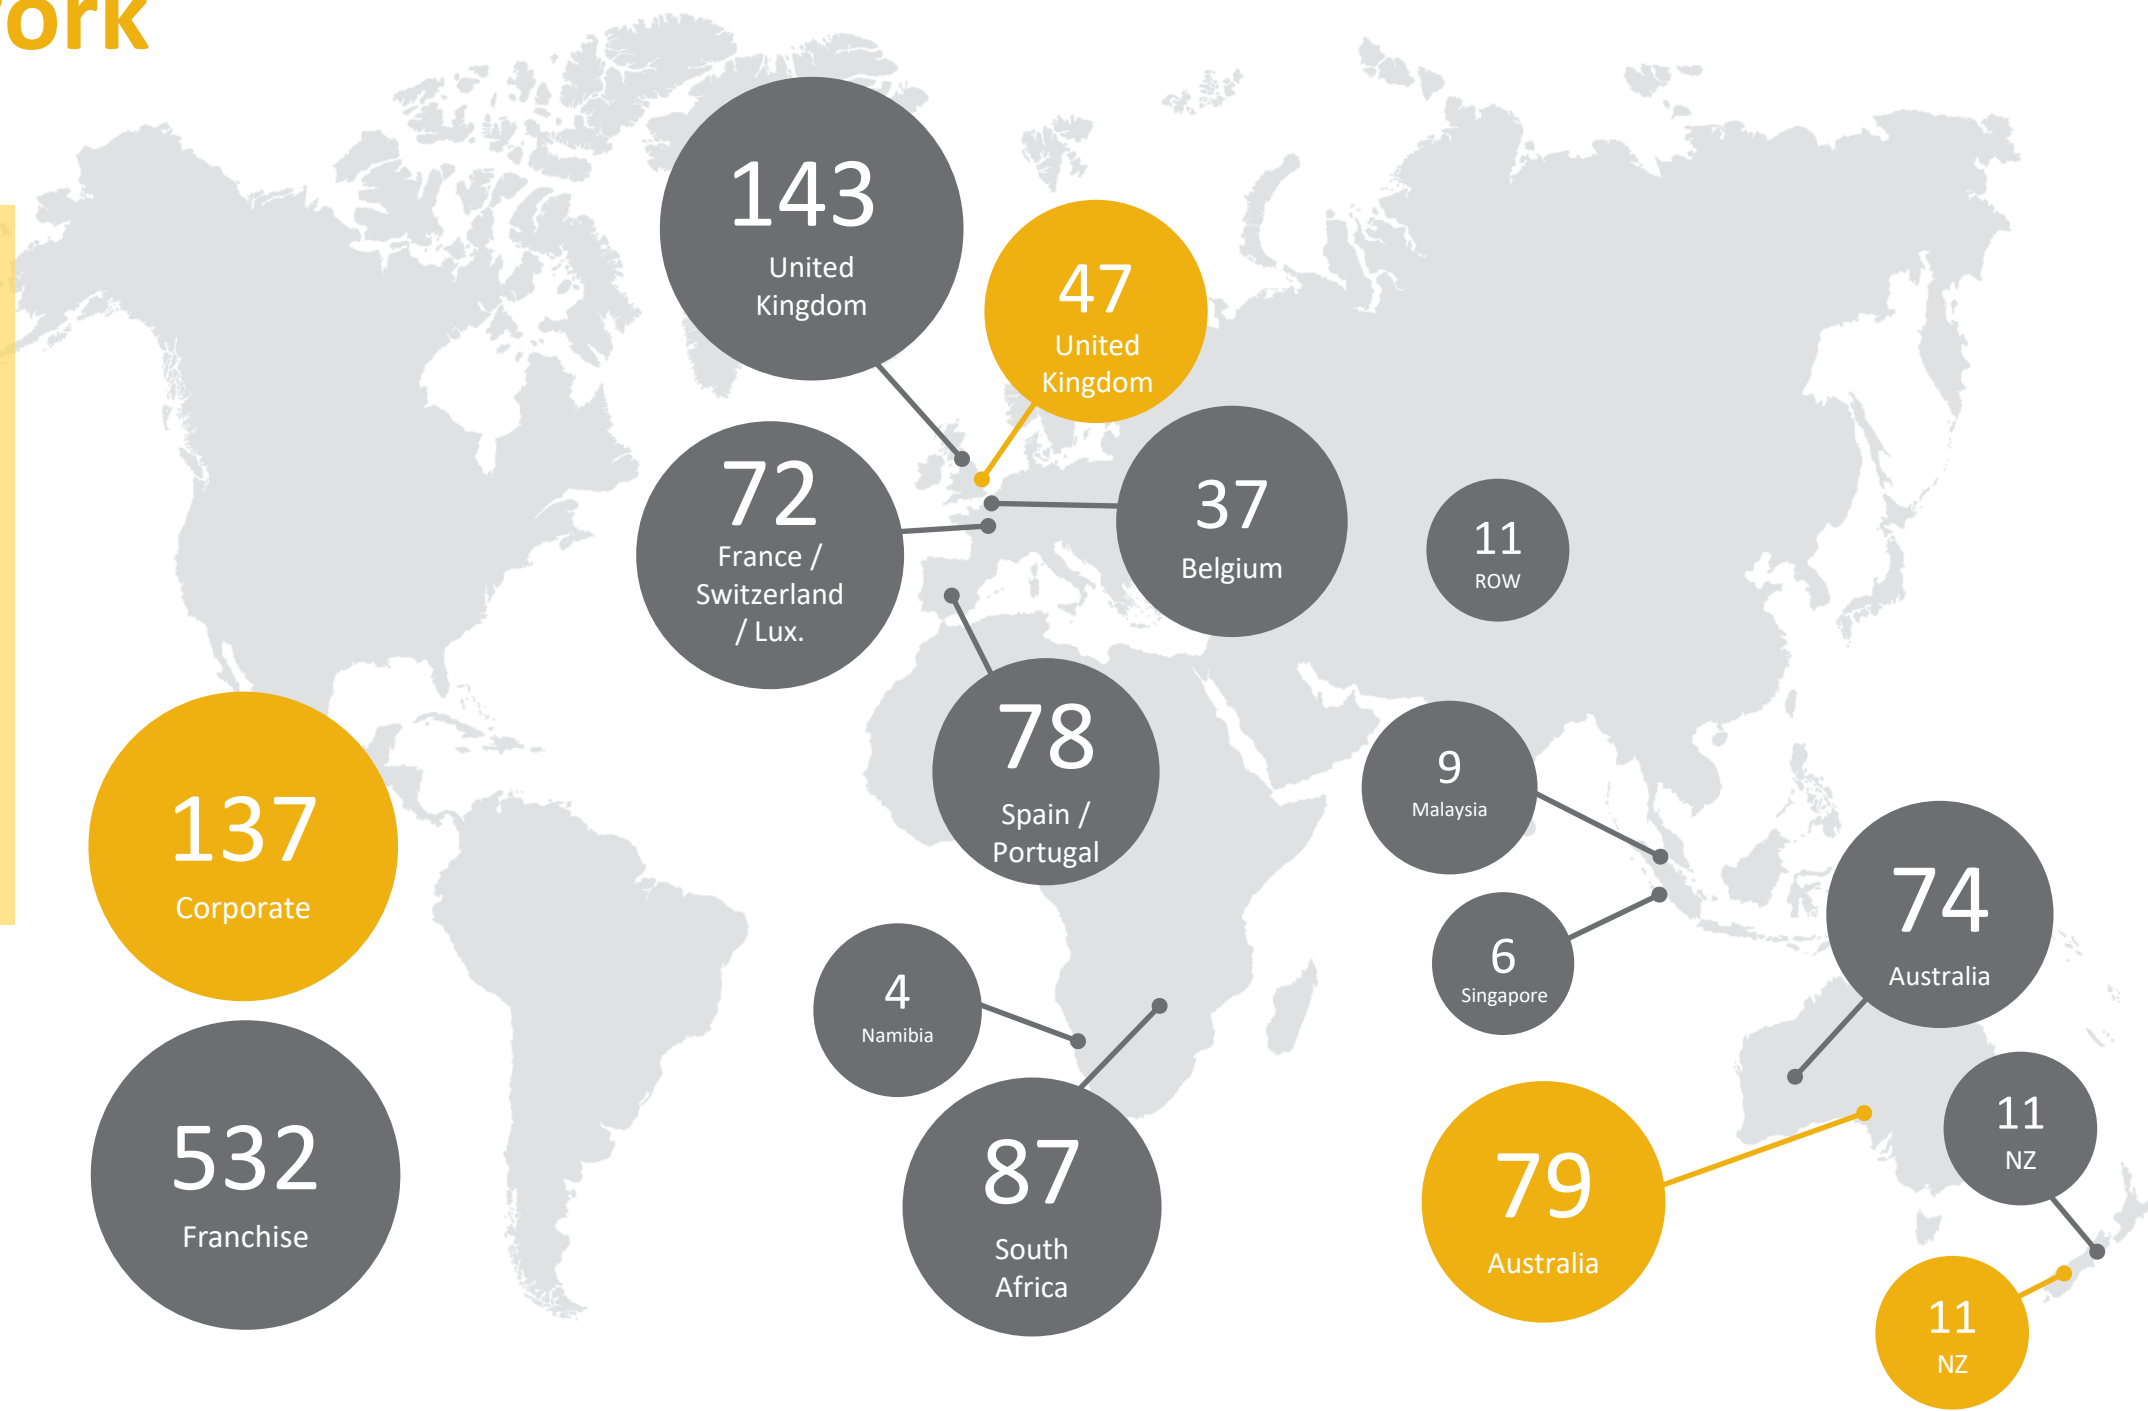 143
United
Kingdom
47
United
Kingdom
72
France /
Switzerland
/ Lux.
37
Belgium
11
ROW
78
Spain /
Portugal
9
Malaysia
137
Corporate
74
Australia
6
Singapore
4
Namibia
532
Franchise
87
South
Africa
79
Australia
11
NZ
11
NZ